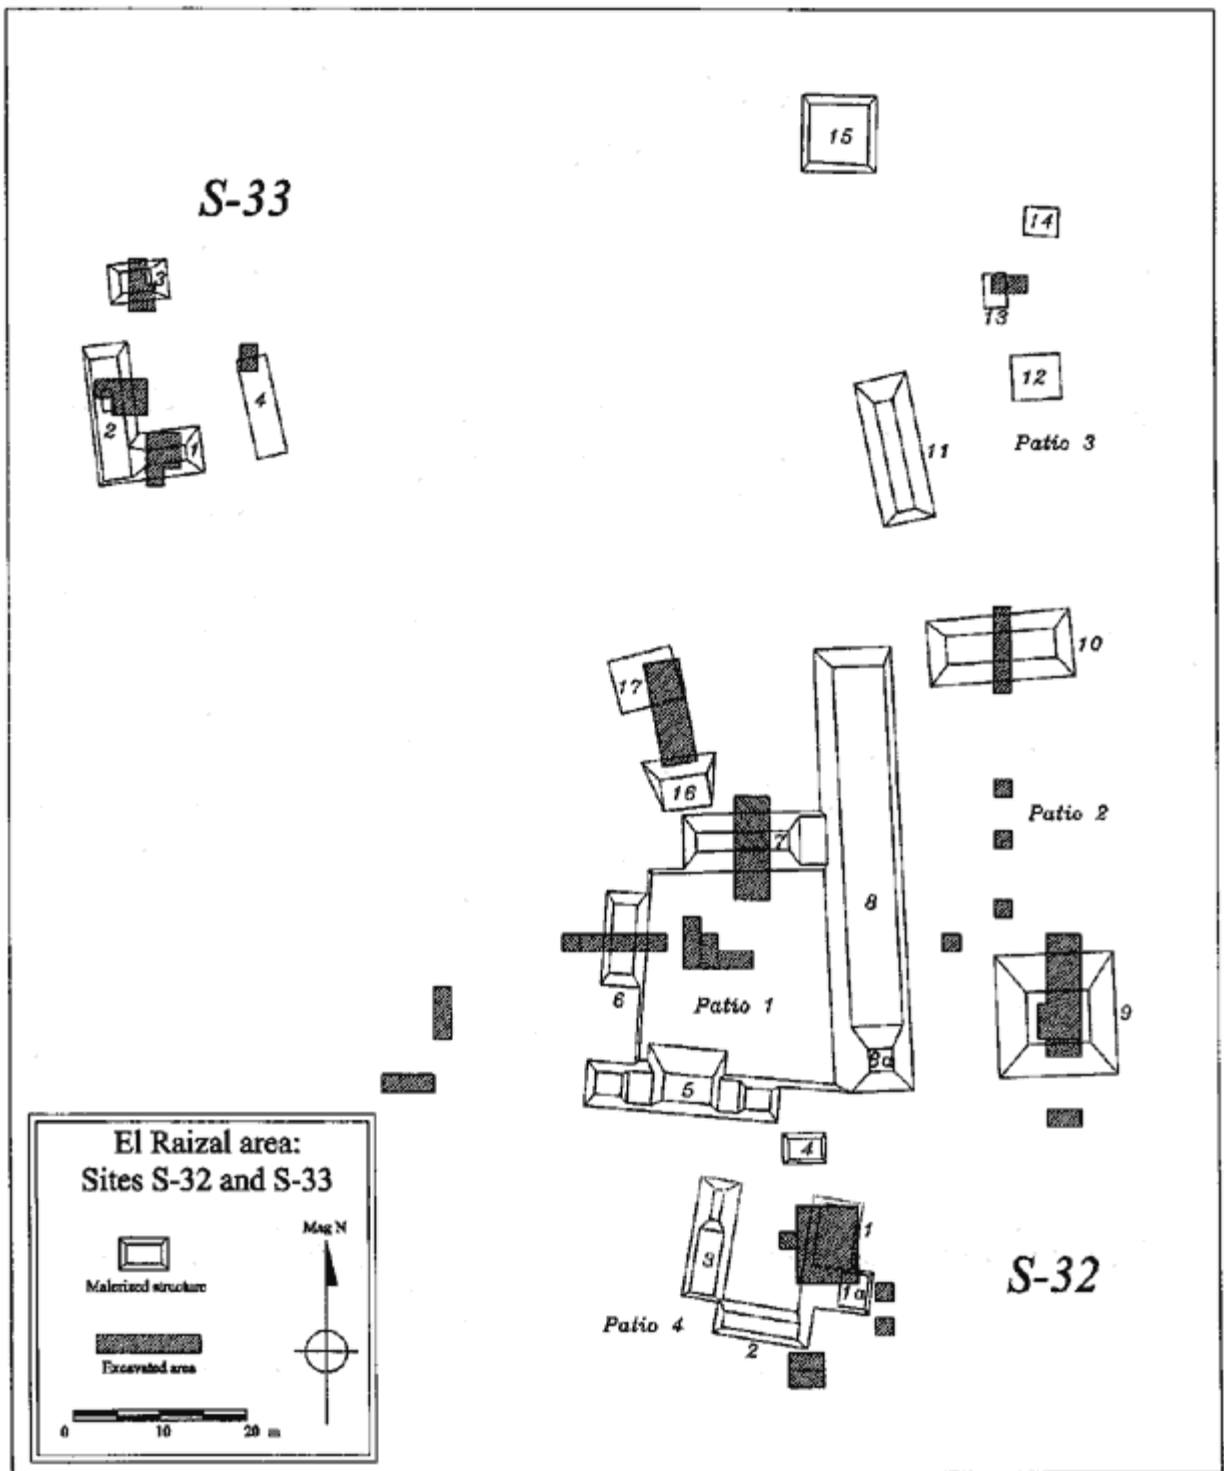 15
S-33
14
3
13
12
4
2
1
11
Patio 3
10
17
16
Patio 2
7
8
6
Patio 1
9
8a
5
El Raizal area:
Sites S-32 and S-33
4
Mag N
1
3
S-32
Malerized structure
1a
Patio 4
2
Excavated area
0 10 20 m